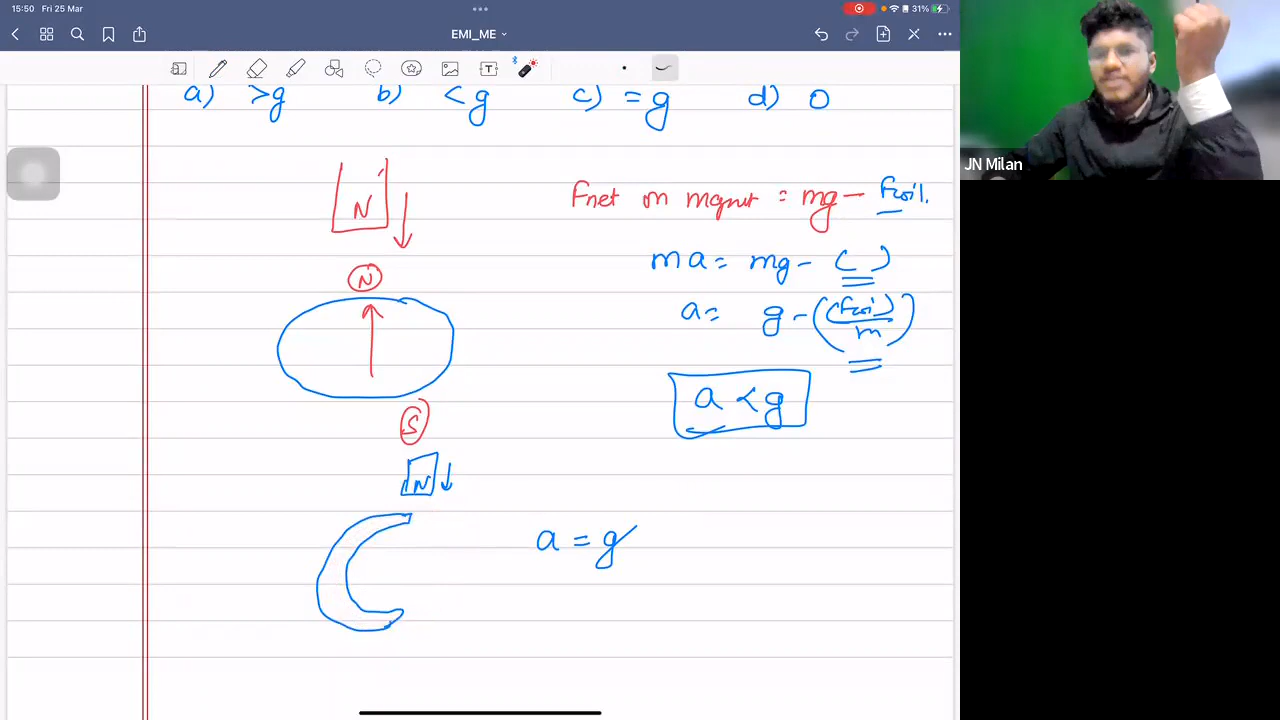 15:50 Fri 25 Mar
31%
EMI_ME
a) >g b) <g c) =g d) 0
N
Fnet on magnet = mg - Fcoil.
N
ma = mg - ( )
a = g - ((Fcoil)/m)
a < g
S
N
a = g
JN Milan